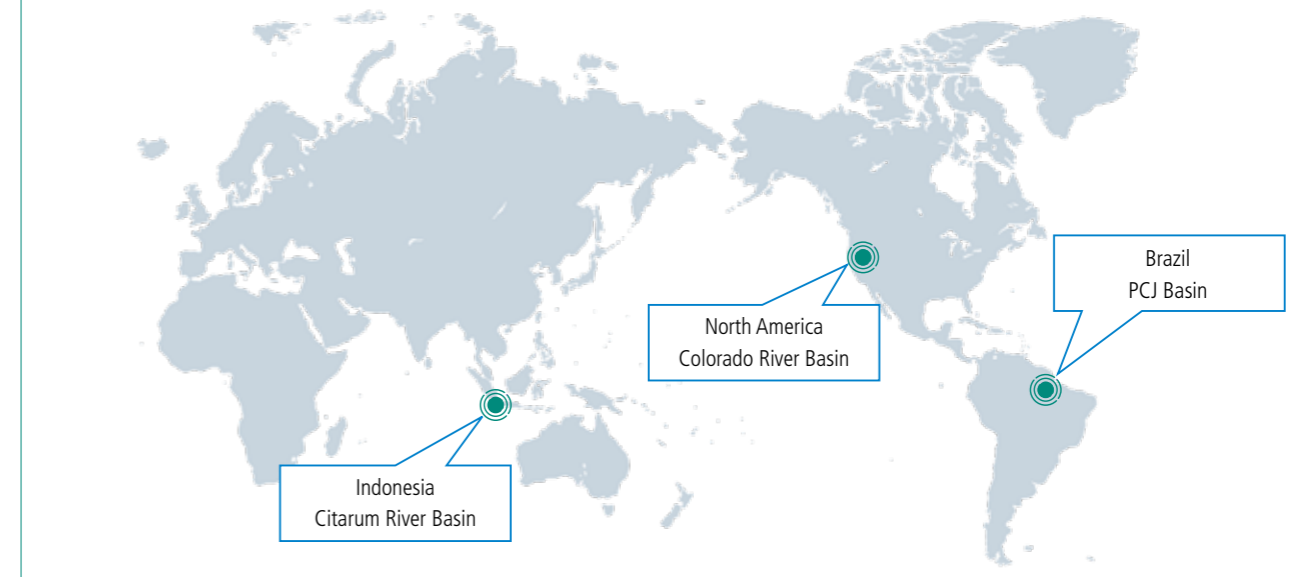 Brazil
PCJ Basin
North America
Colorado River Basin
Indonesia
Citarum River Basin